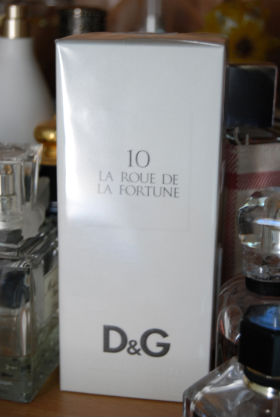 10
LA ROUE DE
LA FORTUNE
D&G